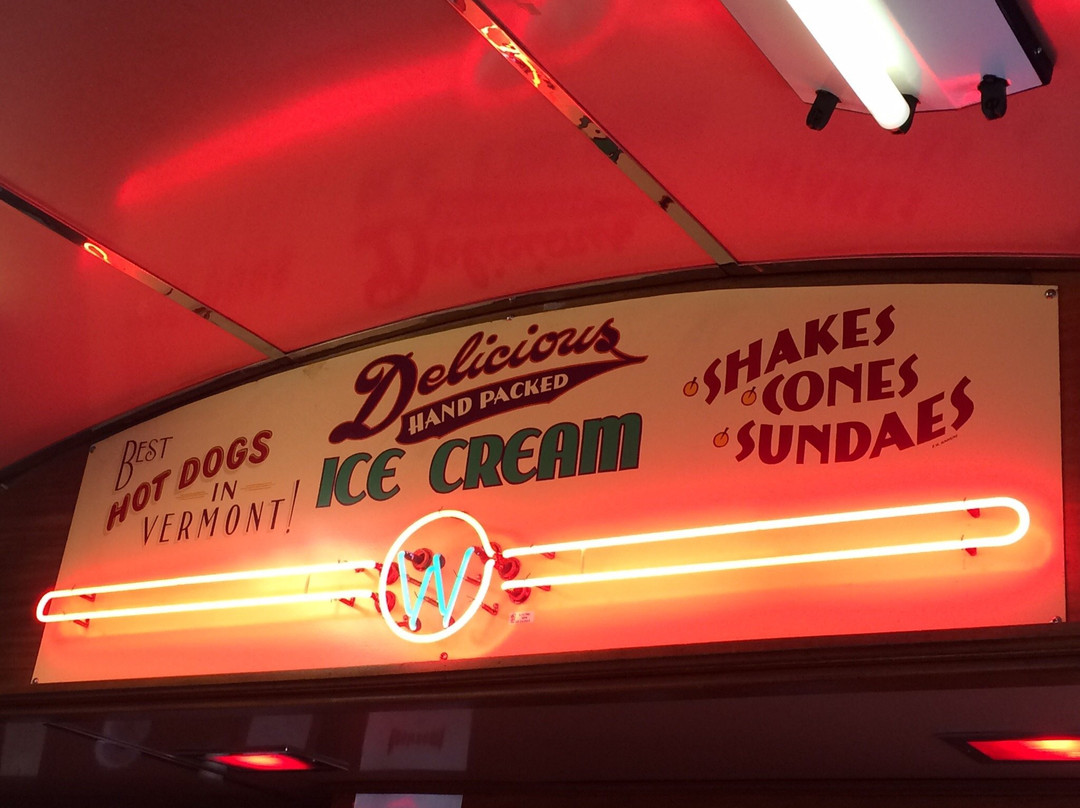 BEST
HOT DOGS
IN
VERMONT!
Delicious
HAND PACKED
ICE CREAM
SHAKES
CONES
SUNDAES
W